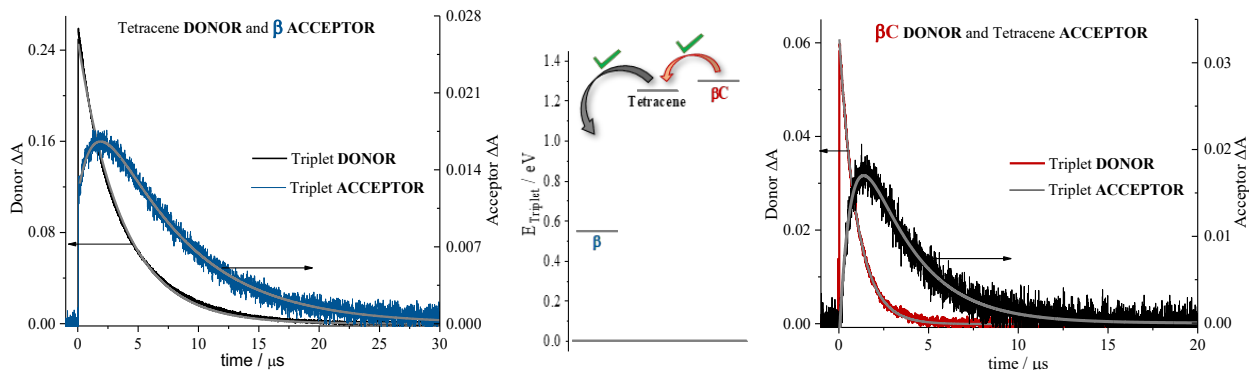 Tetracene DONOR and β ACCEPTOR
Donor ΔA
0.24
0.16
0.08
0.00
0.028
0.021
0.014
0.007
0.000
Acceptor ΔA
Triplet DONOR
Triplet ACCEPTOR
0 5 10 15 20 25 30
time / μs
E Triplet / eV
1.4
1.2
1.0
0.8
0.6
0.4
0.2
0.0
Tetracene
βC
β
βC DONOR and Tetracene ACCEPTOR
Donor ΔA
0.06
0.04
0.02
0.00
0.03
0.02
0.01
0.00
Acceptor ΔA
Triplet DONOR
Triplet ACCEPTOR
0 5 10 15 20
time / μs